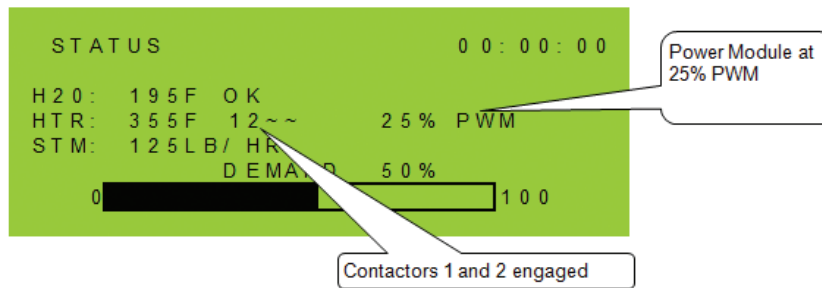 STATUS 00:00:00
H20: 195F OK
HTR: 355F 12~~ 25% PWM
STM: 125LB/HR
DEMAND 50%
0 100
Power Module at
25% PWM
Contactors 1 and 2 engaged